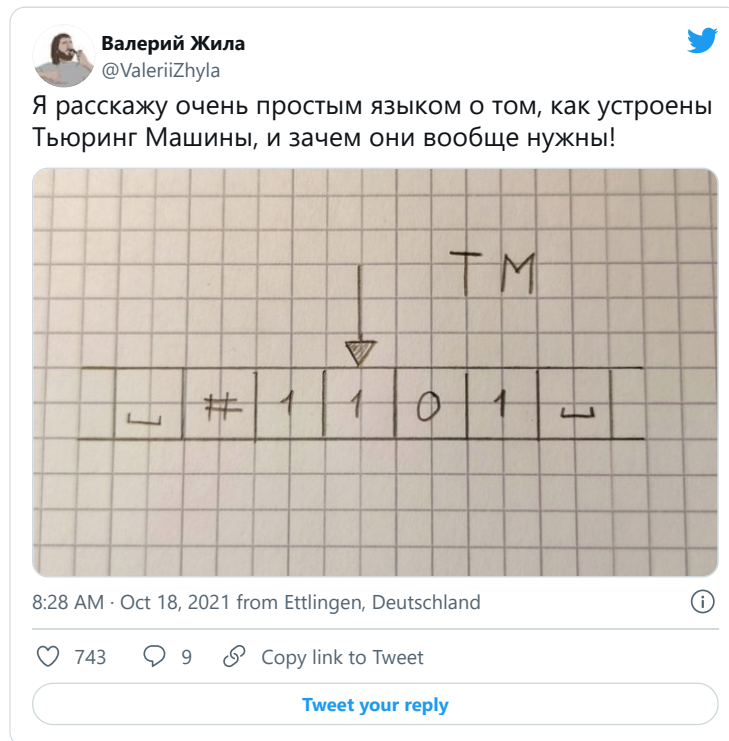 Валерий Жила
@ValeriiZhyla
Я расскажу очень простым языком о том, как устроены
Тьюринг Машины, и зачем они вообще нужны!
TM
␣ # 1 1 0 1 ␣
8:28 AM · Oct 18, 2021 from Ettlingen, Deutschland
743 9 Copy link to Tweet
Tweet your reply